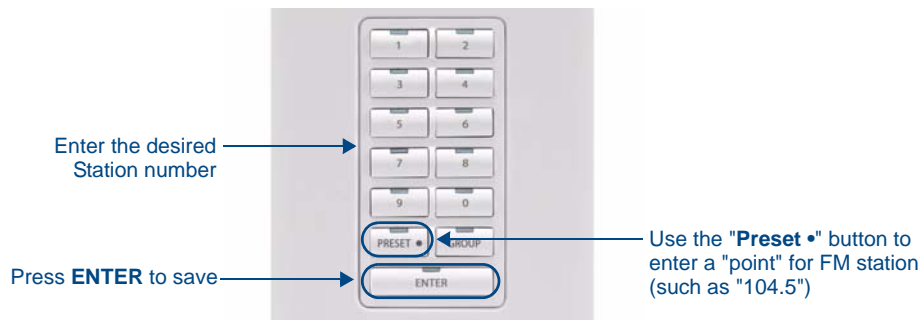 1 2
3 4
5 6
7 8
9 0
PRESET • GROUP
ENTER
Enter the desired
Station number
Press ENTER to save
Use the "Preset •" button to
enter a "point" for FM station
(such as "104.5")